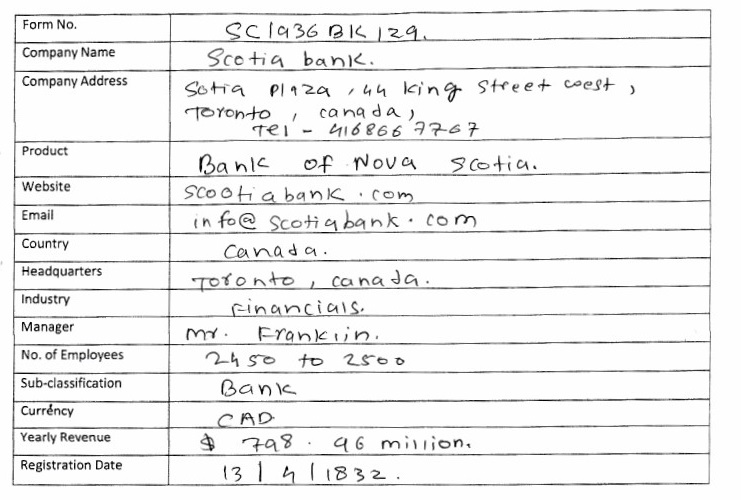 Form No. SC1936BK129.
Company Name Scotia bank.
Company Address Sotia Plaza, 44 king street west,
Toronto, canada,
Tel - 4168667767
Product Bank of Nova Scotia.
Website scootiabank.com
Email info@scotiabank.com
Country Canada.
Headquarters Toronto, canada.
Industry Financials.
Manager Mr. Franklin.
No. of Employees 2450 to 2500
Sub-classification Bank
Currency CAD
Yearly Revenue $ 798.96 million.
Registration Date 13|4|1832.